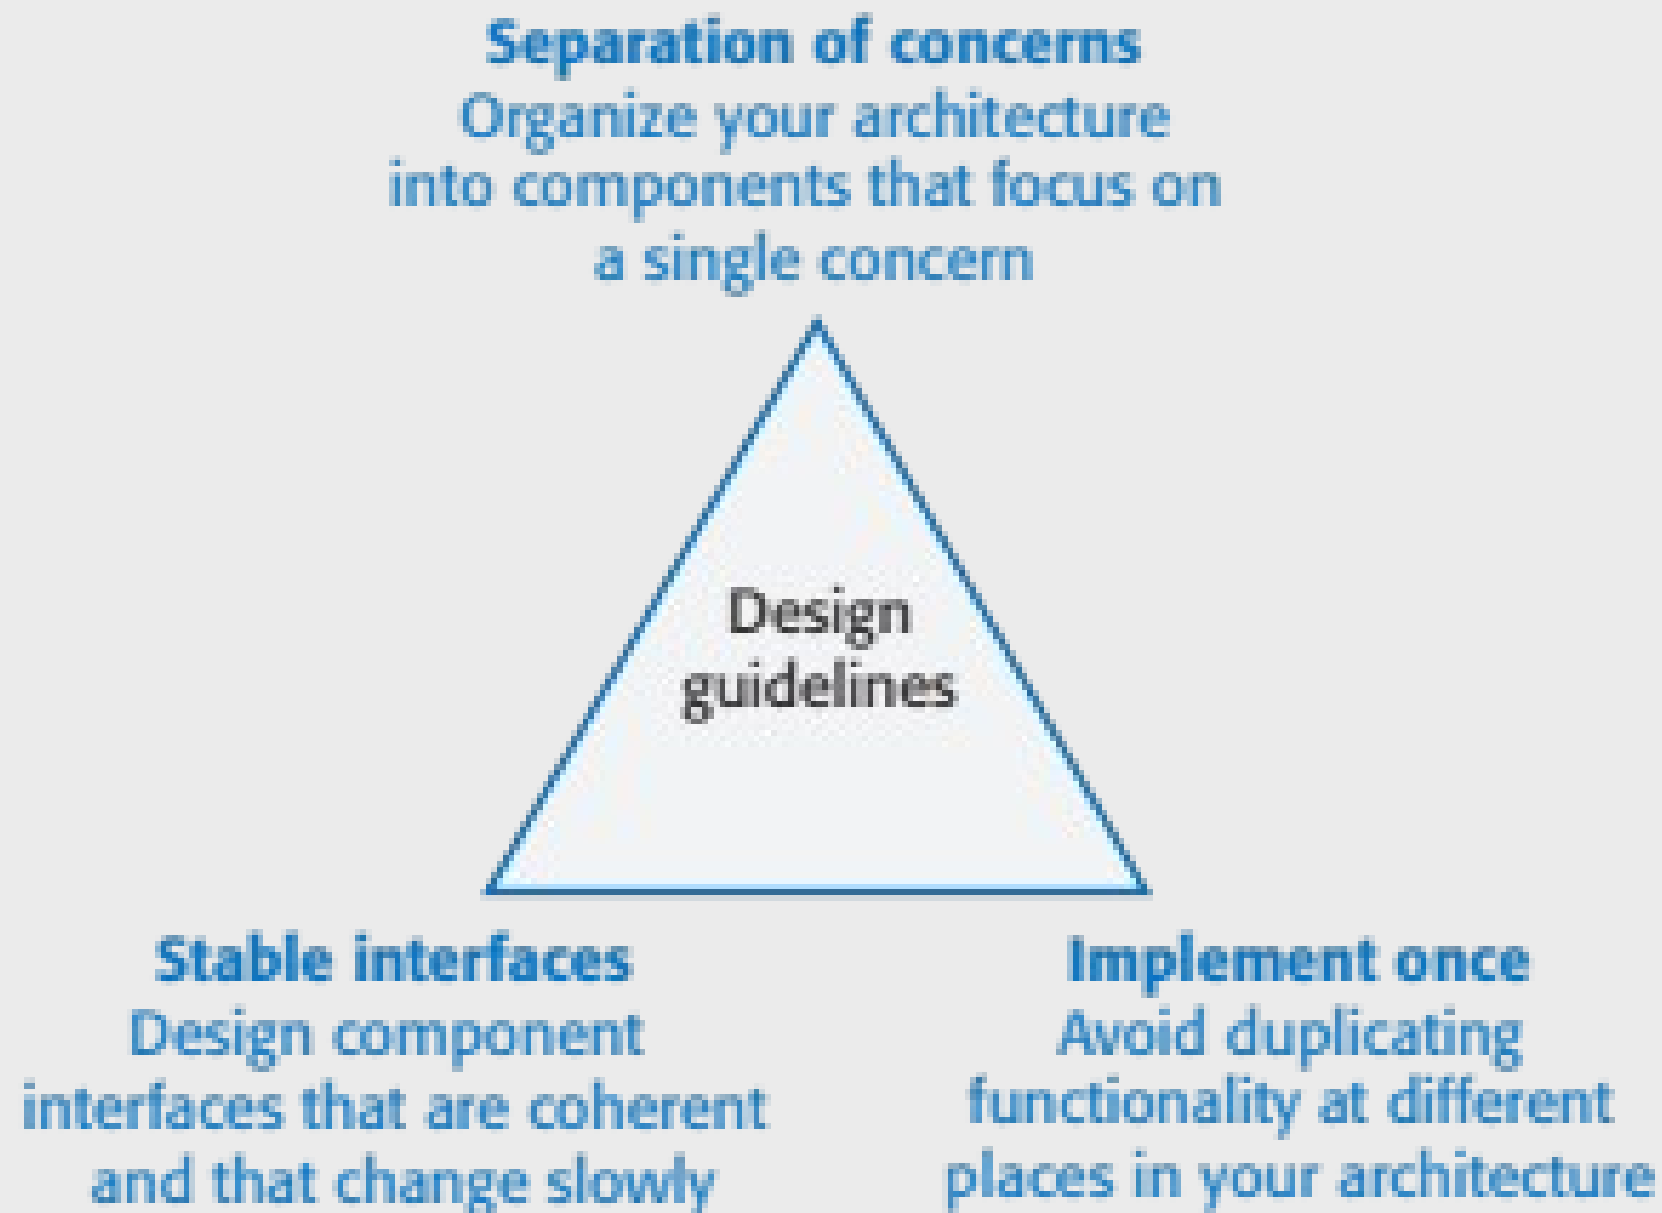 Separation of concerns
Organize your architecture
into components that focus on
a single concern
Design
guidelines
Stable interfaces
Design component
interfaces that are coherent
and that change slowly
Implement once
Avoid duplicating
functionality at different
places in your architecture